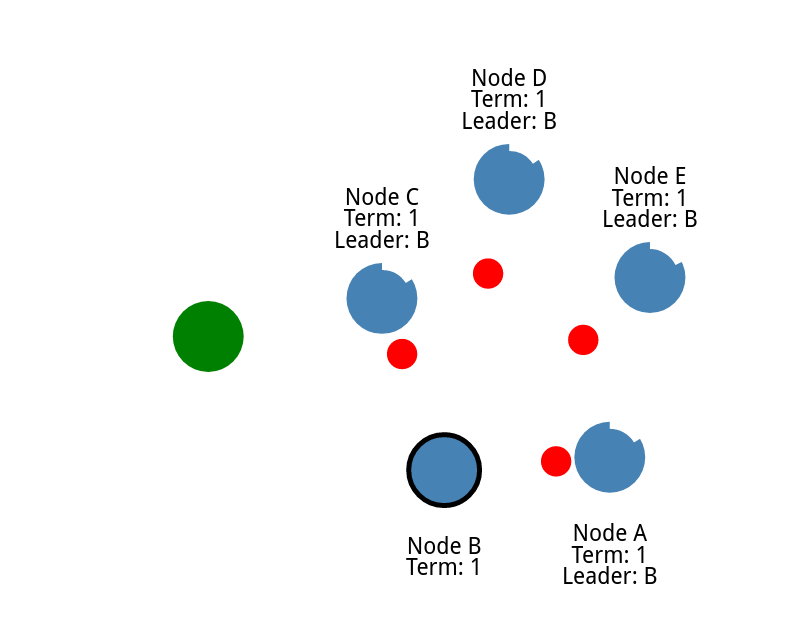 Node D
Term: 1
Leader: B
Node E
Term: 1
Leader: B
Node C
Term: 1
Leader: B
Node B
Term: 1
Node A
Term: 1
Leader: B